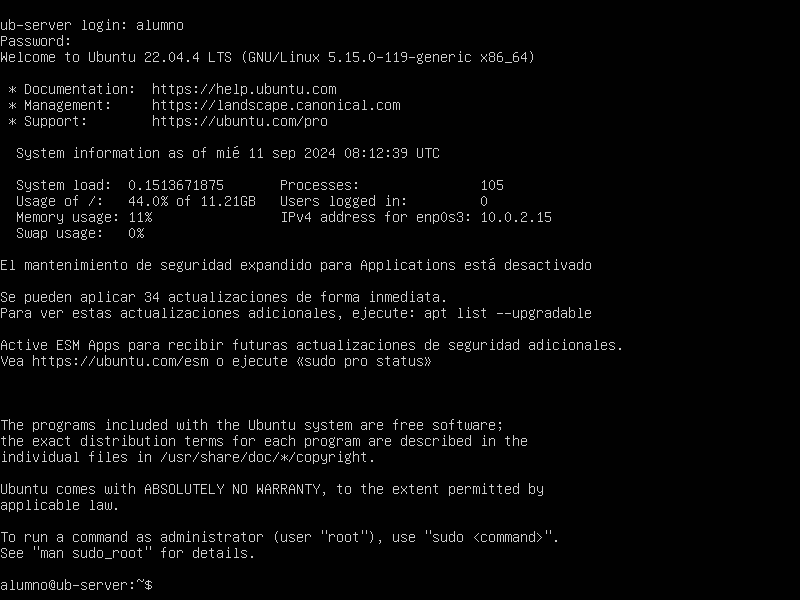 ub-server login: alumno
Password:
Welcome to Ubuntu 22.04.4 LTS (GNU/Linux 5.15.0-119-generic x86_64)

 * Documentation:  https://help.ubuntu.com
 * Management:     https://landscape.canonical.com
 * Support:        https://ubuntu.com/pro

  System information as of mié 11 sep 2024 08:12:39 UTC

  System load:  0.1513671875       Processes:               105
  Usage of /:   44.0% of 11.21GB   Users logged in:         0
  Memory usage: 11%                IPv4 address for enp0s3: 10.0.2.15
  Swap usage:   0%

El mantenimiento de seguridad expandido para Applications está desactivado

Se pueden aplicar 34 actualizaciones de forma inmediata.
Para ver estas actualizaciones adicionales, ejecute: apt list --upgradable

Active ESM Apps para recibir futuras actualizaciones de seguridad adicionales.
Vea https://ubuntu.com/esm o ejecute «sudo pro status»

The programs included with the Ubuntu system are free software;
the exact distribution terms for each program are described in the
individual files in /usr/share/doc/*/copyright.

Ubuntu comes with ABSOLUTELY NO WARRANTY, to the extent permitted by
applicable law.

To run a command as administrator (user "root"), use "sudo <command>".
See "man sudo_root" for details.

alumno@ub-server:~$